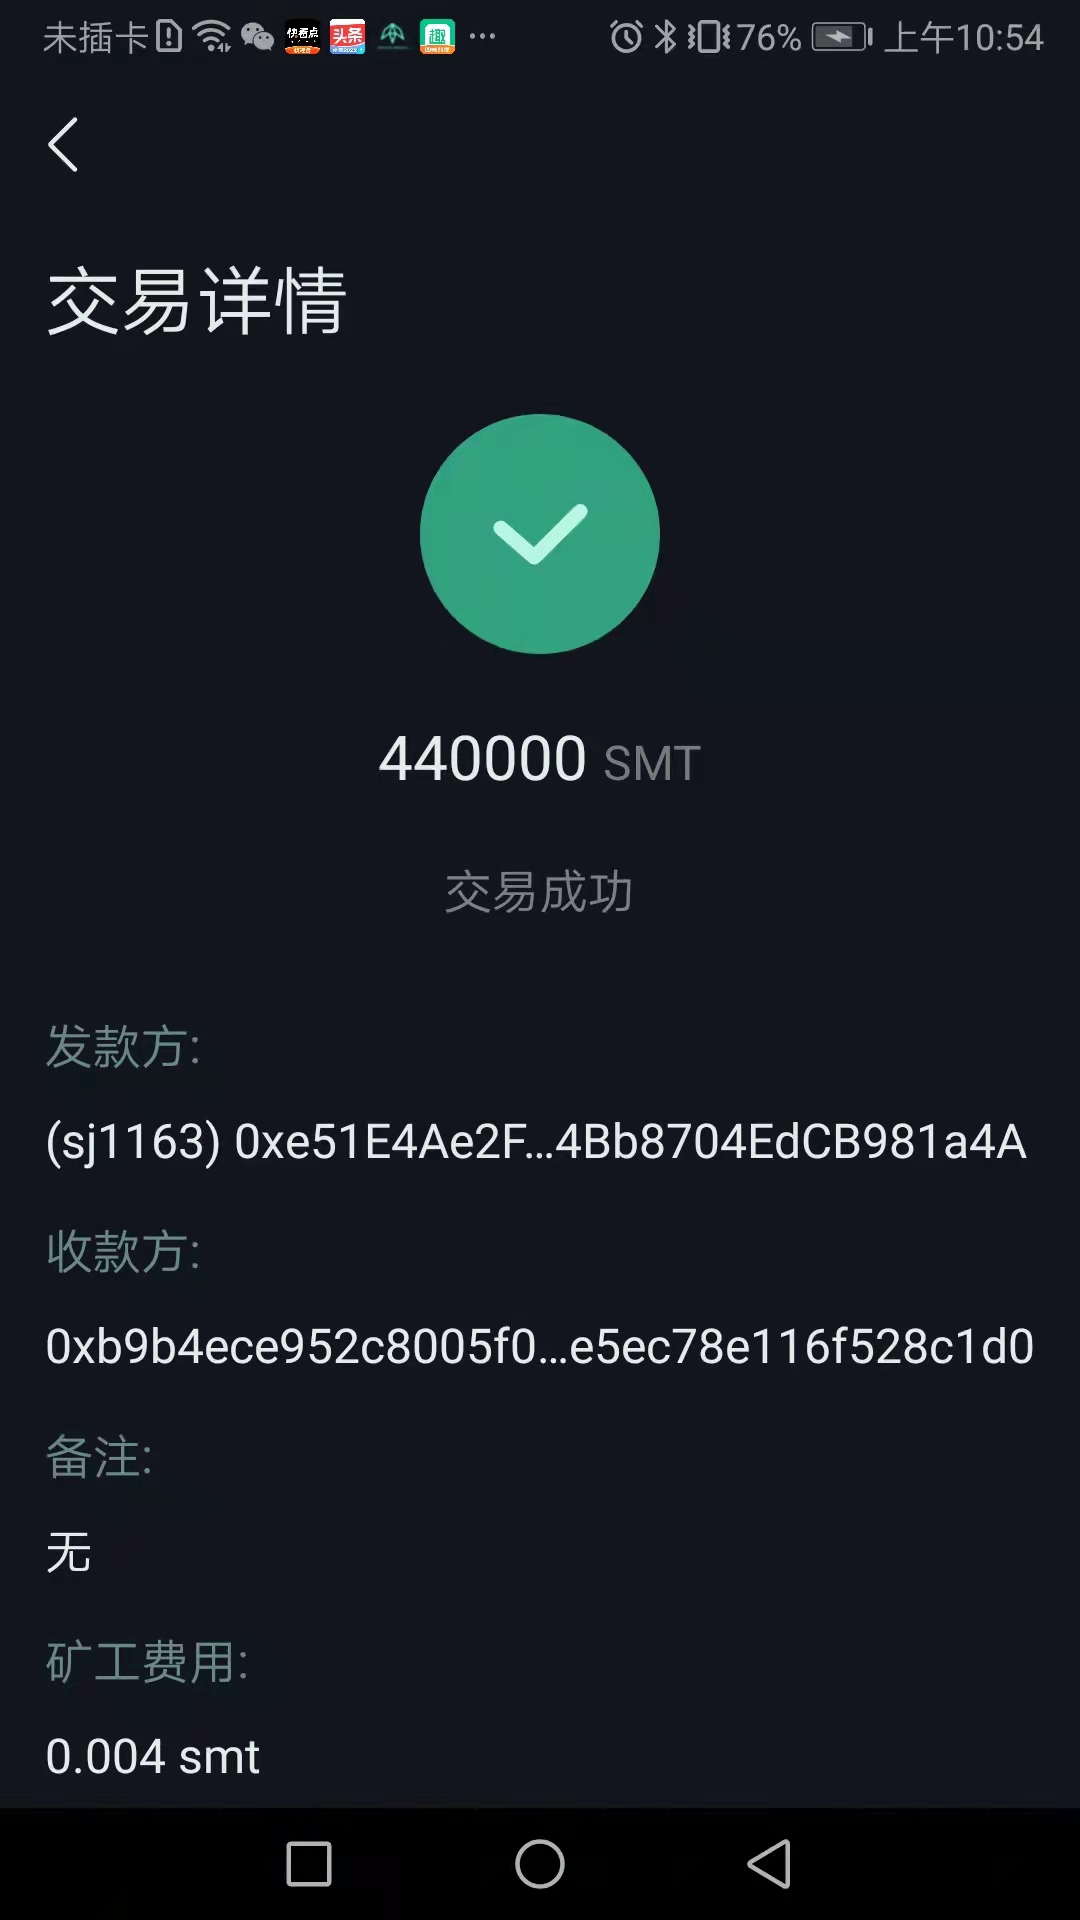 未插卡 快看点 头条 趣 ... 76% 上午10:54
交易详情
440000 SMT
交易成功
发款方:
(sj1163) 0xe51E4Ae2F...4Bb8704EdCB981a4A
收款方:
0xb9b4ece952c8005f0...e5ec78e116f528c1d0
备注:
无
矿工费用:
0.004 smt